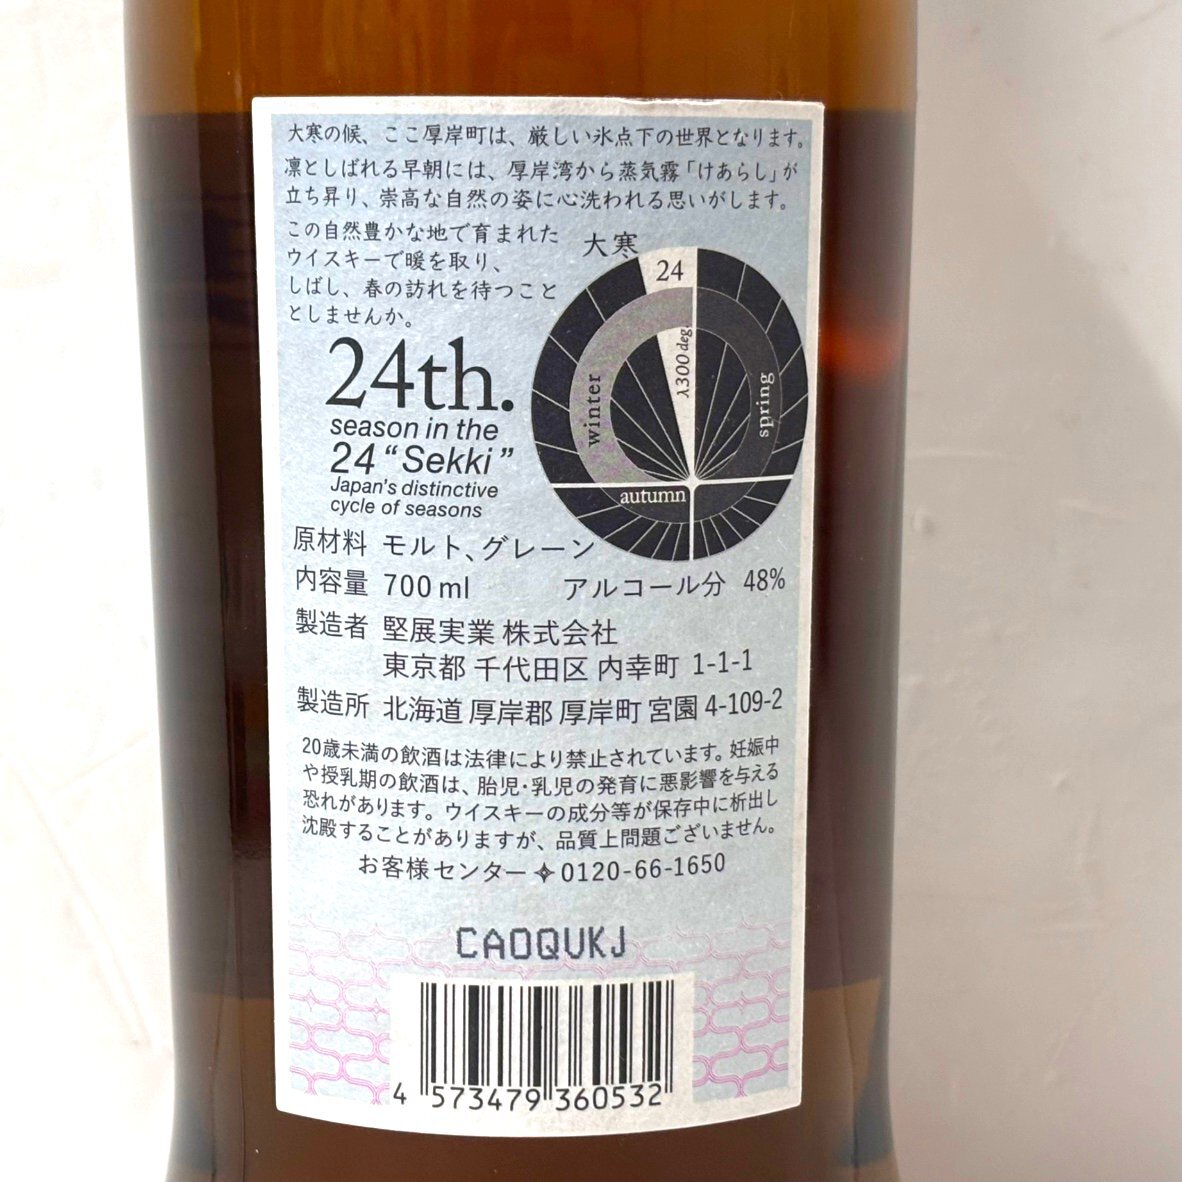 大寒の候、ここ厚岸町は、厳しい氷点下の世界となります。
凛としばれる早朝には、厚岸湾から蒸気霧「けあらし」が
立ち昇り、崇高な自然の姿に心洗われる思いがします。
この自然豊かな地で育まれた
ウイスキーで暖を取り、
しばし、春の訪れを待つこと
としませんか。
大寒
24
λ300 deg.
winter
spring
autumn
24th.
season in the
24 “Sekki”
Japan's distinctive
cycle of seasons
原材料 モルト、グレーン
内容量 700 ml アルコール分 48%
製造者 堅展実業 株式会社
東京都 千代田区 内幸町 1-1-1
製造所 北海道 厚岸郡 厚岸町 宮園 4-109-2
20歳未満の飲酒は法律により禁止されています。妊娠中
や授乳期の飲酒は、胎児・乳児の発育に悪影響を与える
恐れがあります。ウイスキーの成分等が保存中に析出し
沈殿することがありますが、品質上問題ございません。
お客様センター✧0120-66-1650
CAOQVKJ
4 573479 360532